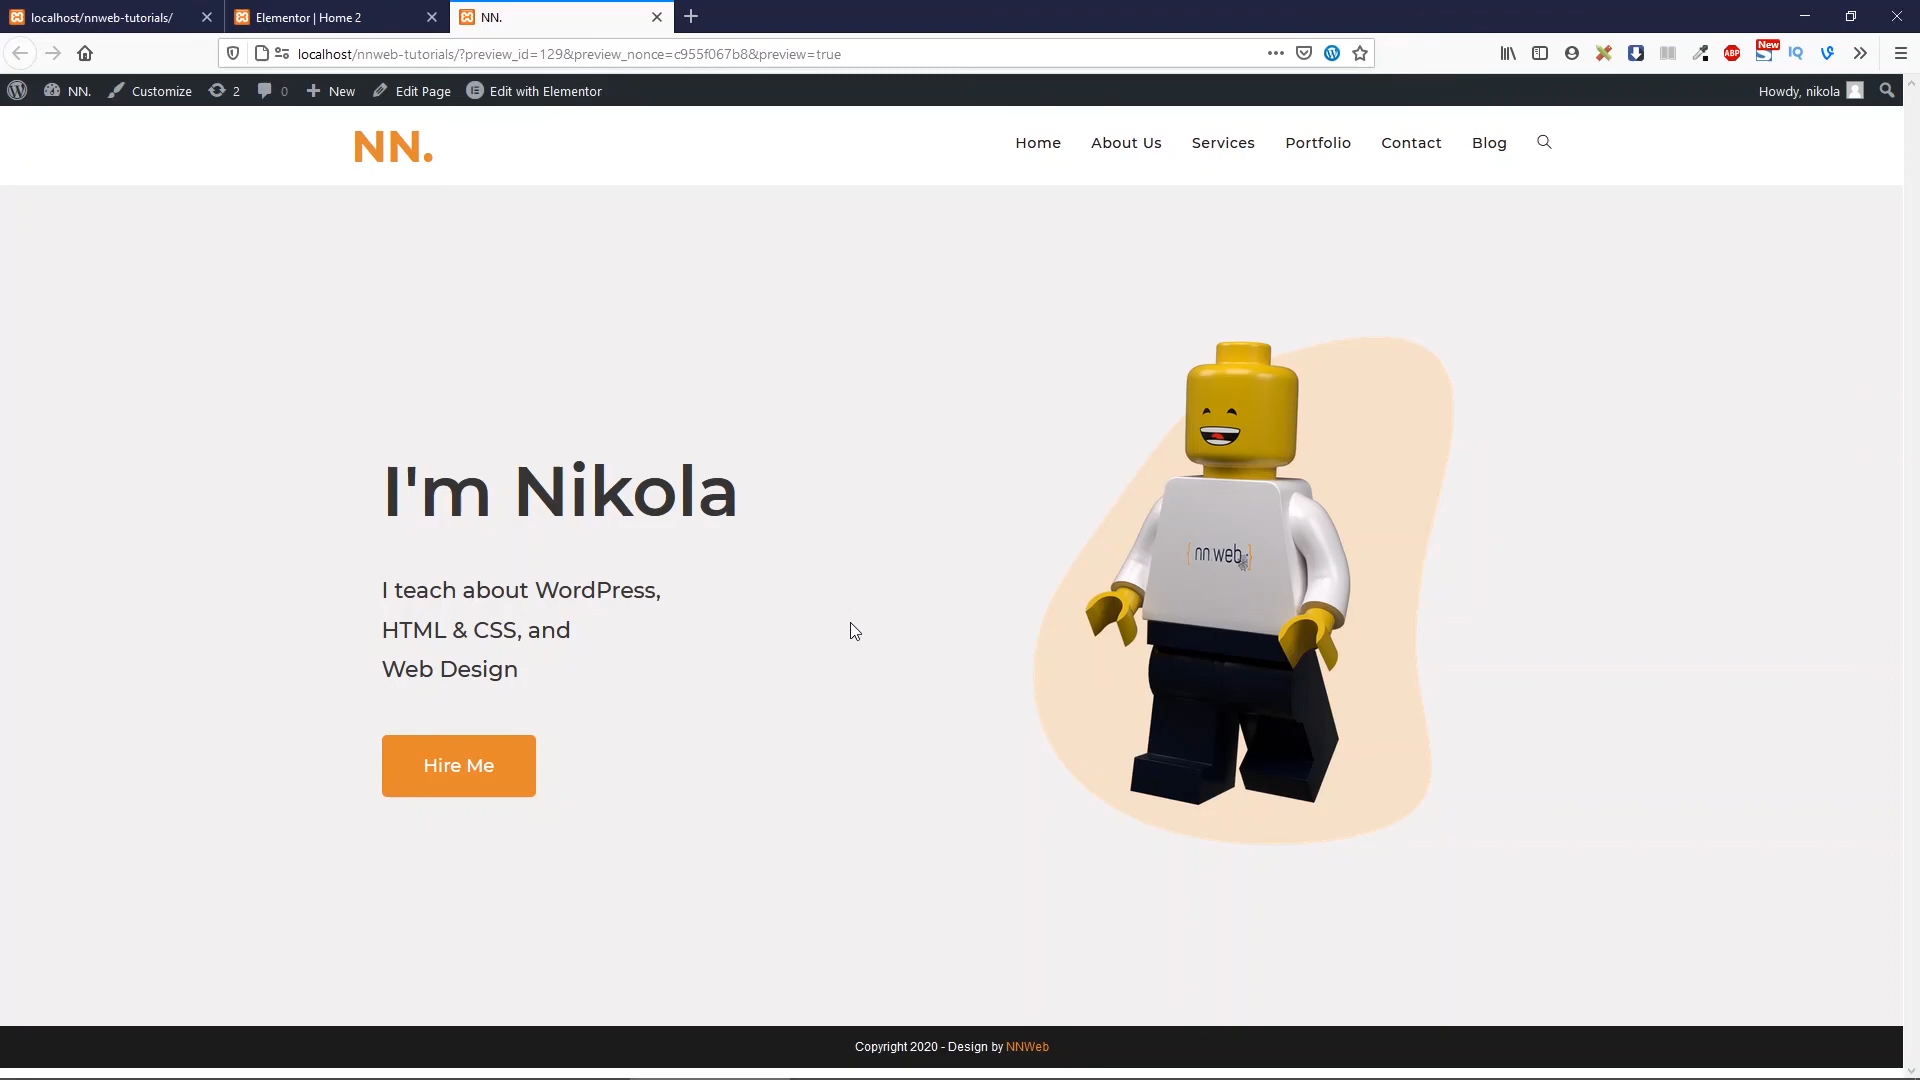 localhost/nnweb-tutorials/
Elementor | Home 2
NN.
localhost/nnweb-tutorials/?preview_id=129&preview_nonce=c955f067b8&preview=true
ABP
New
IQ
NN.
Customize
2
0
New
Edit Page
Edit with Elementor
Howdy, nikola
NN.
Home
About Us
Services
Portfolio
Contact
Blog
I'm Nikola
I teach about WordPress,
HTML & CSS, and
Web Design
Hire Me
{ nn web }
Copyright 2020 - Design by NNWeb